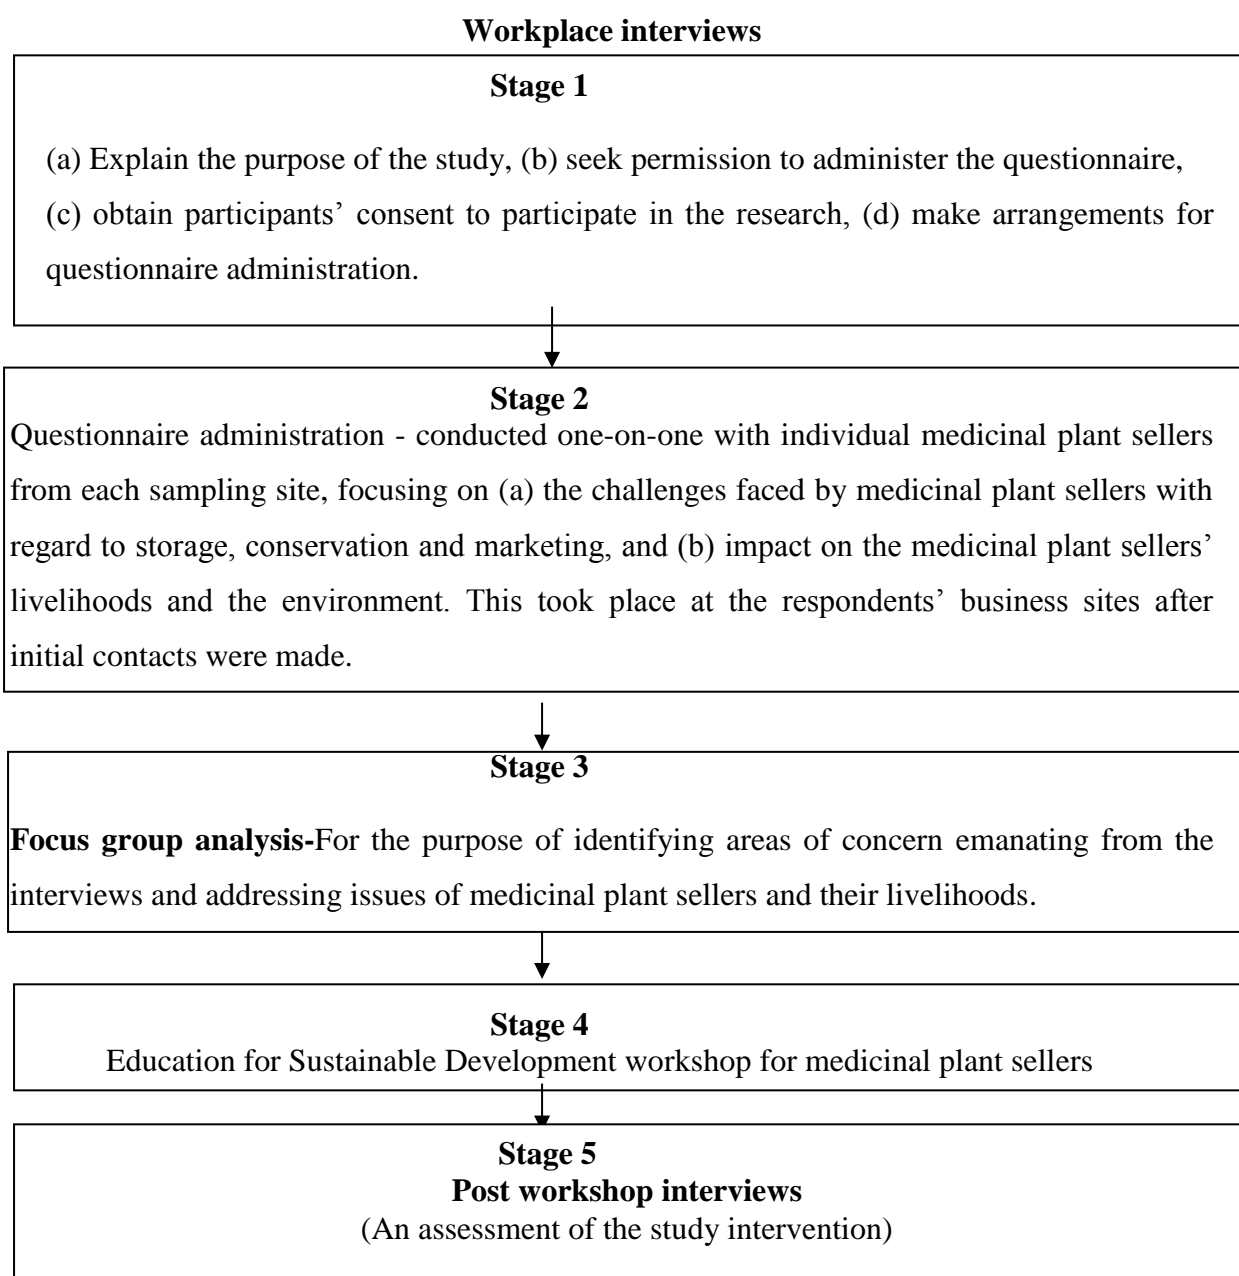 Workplace interviews
Stage 1
(a) Explain the purpose of the study, (b) seek permission to administer the questionnaire,
(c) obtain participants’ consent to participate in the research, (d) make arrangements for
questionnaire administration.
Stage 2
Questionnaire administration - conducted one-on-one with individual medicinal plant sellers
from each sampling site, focusing on (a) the challenges faced by medicinal plant sellers with
regard to storage, conservation and marketing, and (b) impact on the medicinal plant sellers’
livelihoods and the environment. This took place at the respondents’ business sites after
initial contacts were made.
Stage 3
Focus group analysis-For the purpose of identifying areas of concern emanating from the
interviews and addressing issues of medicinal plant sellers and their livelihoods.
Stage 4
Education for Sustainable Development workshop for medicinal plant sellers
Stage 5
Post workshop interviews
(An assessment of the study intervention)